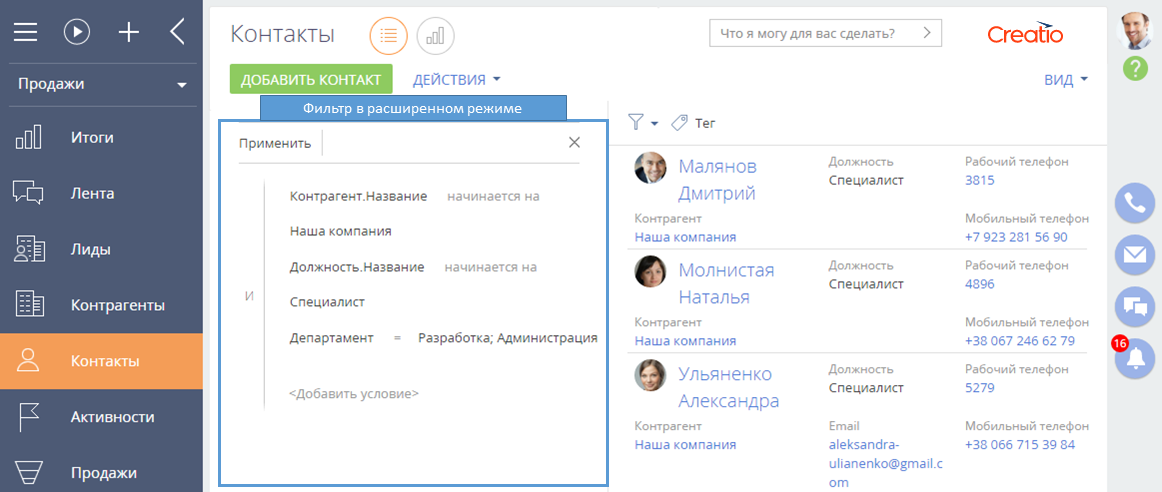 Продажи
Итоги
Лента
Лиды
Контрагенты
Контакты
Активности
Продажи
Контакты
Что я могу для вас сделать?
Creatio
ДОБАВИТЬ КОНТАКТ
ДЕЙСТВИЯ
ВИД
Фильтр в расширенном режиме
Применить
И
Контрагент.Название начинается на
Наша компания
Должность.Название начинается на
Специалист
Департамент = Разработка; Администрация
<Добавить условие>
Тег
Малянов
Дмитрий
Должность
Специалист
Рабочий телефон
3815
Контрагент
Наша компания
Мобильный телефон
+7 923 281 56 90
Молнистая
Наталья
Должность
Специалист
Рабочий телефон
4896
Контрагент
Наша компания
Мобильный телефон
+38 067 246 62 79
Ульяненко
Александра
Должность
Специалист
Рабочий телефон
5279
Контрагент
Наша компания
Email
aleksandra-
ulianenko@gmail.c
om
Мобильный телефон
+38 066 715 39 84
?
16